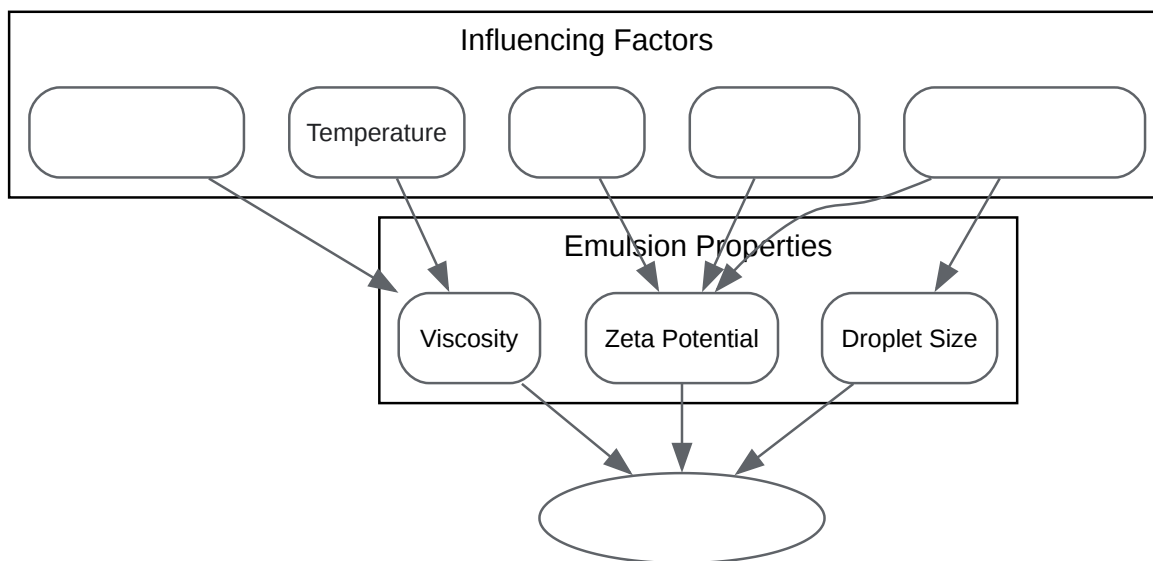 Influencing Factors
Temperature
Emulsion Properties
Viscosity
Zeta Potential
Droplet Size